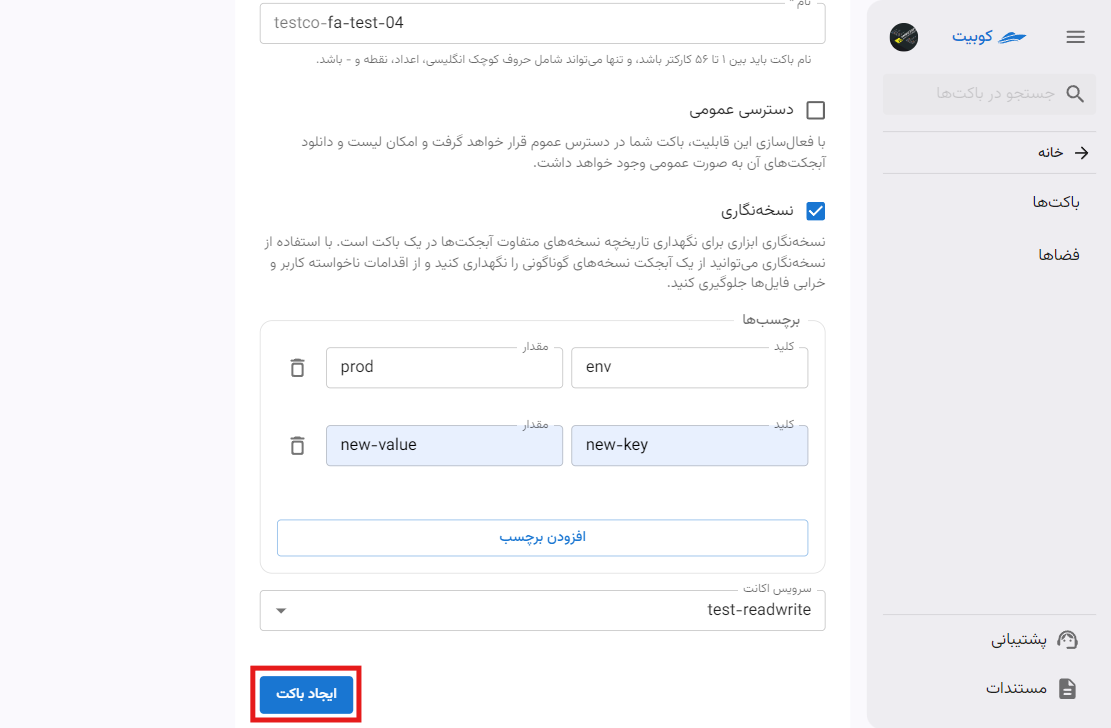 کوبیت
جستجو در باکت‌ها
خانه
باکت‌ها
فضاها
پشتیبانی
مستندات
نام *
testco-fa-test-04
نام باکت باید بین ۱ تا ۵۶ کارکتر باشد، و تنها می‌تواند شامل حروف کوچک انگلیسی، اعداد، نقطه و - باشد.
دسترسی عمومی
با فعال‌سازی این قابلیت، باکت شما در دسترس عموم قرار خواهد گرفت و امکان لیست و دانلود
آبجکت‌های آن به صورت عمومی وجود خواهد داشت.
نسخه‌نگاری
نسخه‌نگاری ابزاری برای نگهداری تاریخچه نسخه‌های متفاوت آبجکت‌ها در یک باکت است. با استفاده از
نسخه‌نگاری می‌توانید از یک آبجکت نسخه‌های گوناگونی را نگهداری کنید و از اقدامات ناخواسته کاربر و
خرابی فایل‌ها جلوگیری کنید.
برچسب‌ها
کلید
env
مقدار
prod
کلید
new-key
مقدار
new-value
افزودن برچسب
سرویس اکانت
test-readwrite
ایجاد باکت